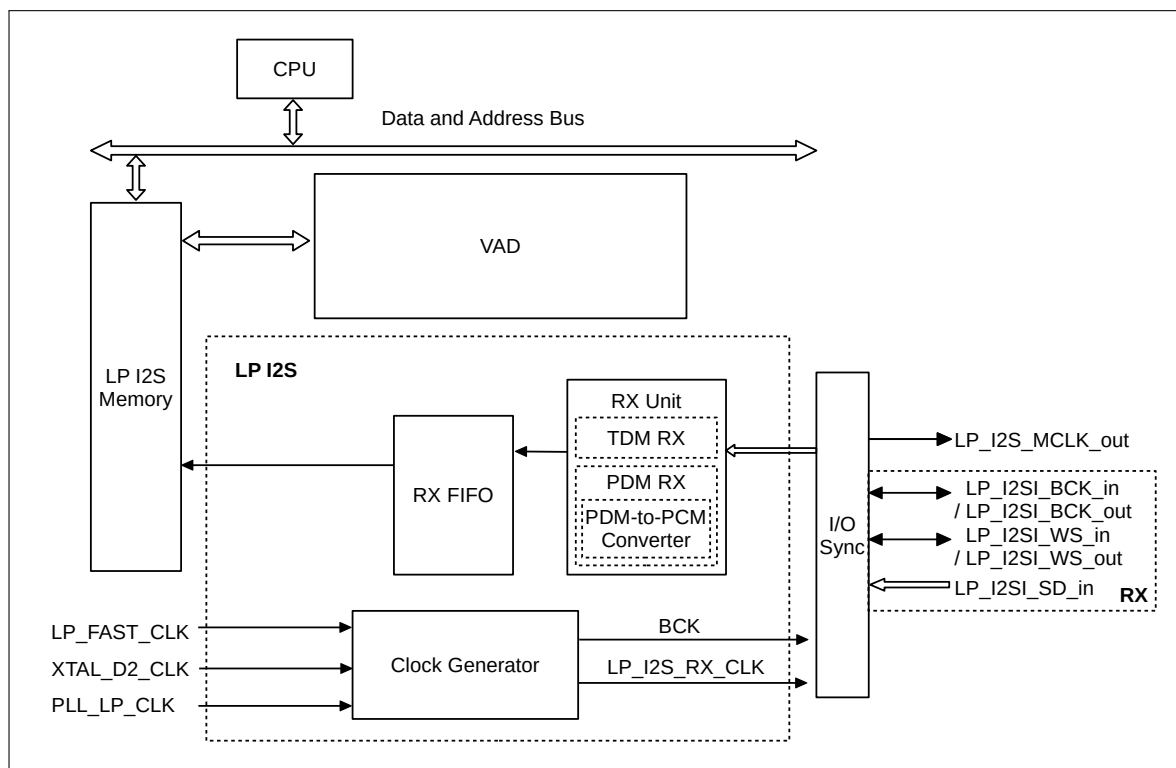 CPU
Data and Address Bus
VAD
LP I2S
Memory
LP I2S
RX Unit
TDM RX
PDM RX
PDM-to-PCM
Converter
RX FIFO
I/O
Sync
LP_I2S_MCLK_out
LP_I2SI_BCK_in
/ LP_I2SI_BCK_out
LP_I2SI_WS_in
/ LP_I2SI_WS_out
LP_I2SI_SD_in
RX
LP_FAST_CLK
XTAL_D2_CLK
PLL_LP_CLK
Clock Generator
BCK
LP_I2S_RX_CLK